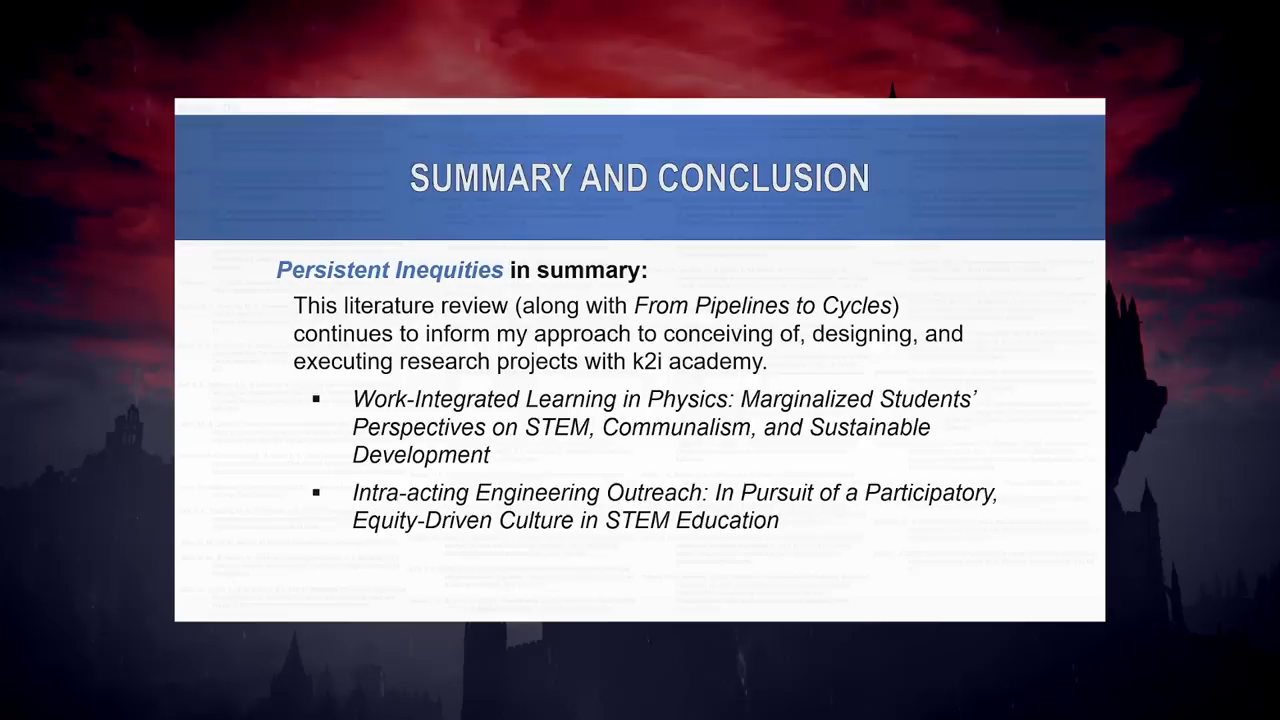 SUMMARY AND CONCLUSION
Persistent Inequities in summary:
This literature review (along with From Pipelines to Cycles)
continues to inform my approach to conceiving of, designing, and
executing research projects with k2i academy.
▪ Work-Integrated Learning in Physics: Marginalized Students’
Perspectives on STEM, Communalism, and Sustainable
Development
▪ Intra-acting Engineering Outreach: In Pursuit of a Participatory,
Equity-Driven Culture in STEM Education